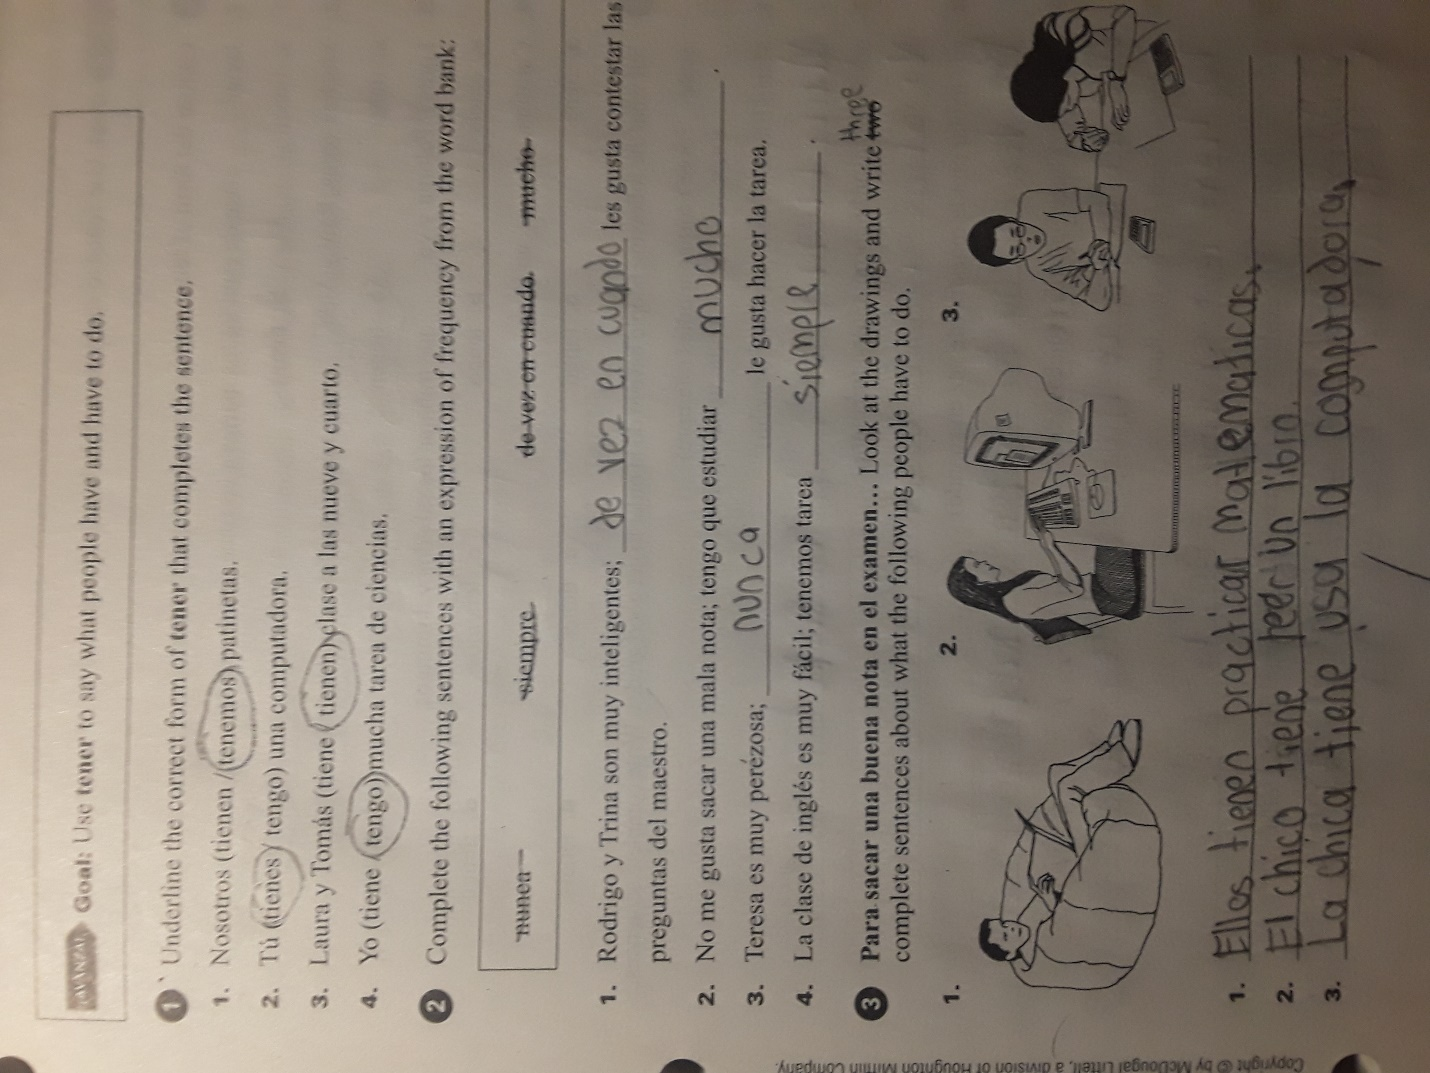 AVANZA! Goal: Use tener to say what people have and have to do.
1 Underline the correct form of tener that completes the sentence.
1. Nosotros (tienen / tenemos) patinetas.
2. Tú (tienes / tengo) una computadora.
3. Laura y Tomás (tiene / tienen) clase a las nueve y cuarto.
4. Yo (tiene / tengo) mucha tarea de ciencias.
2 Complete the following sentences with an expression of frequency from the word bank:
nunca siempre de vez en cuando mucho
1. Rodrigo y Trina son muy inteligentes; de vez en cuando les gusta contestar las
preguntas del maestro.
2. No me gusta sacar una mala nota; tengo que estudiar mucho .
3. Teresa es muy perezosa; nunca le gusta hacer la tarea.
4. La clase de inglés es muy fácil; tenemos tarea siemple .
three
3 Para sacar una buena nota en el examen... Look at the drawings and write two
complete sentences about what the following people have to do.
1. 2. 3.
1. Ellos tienen practicar matematicas.
2. El chico tiene leer un libro.
3. La chica tiene usa la computadora.
Copyright © by McDougal Littell, a division of Houghton Mifflin Company.